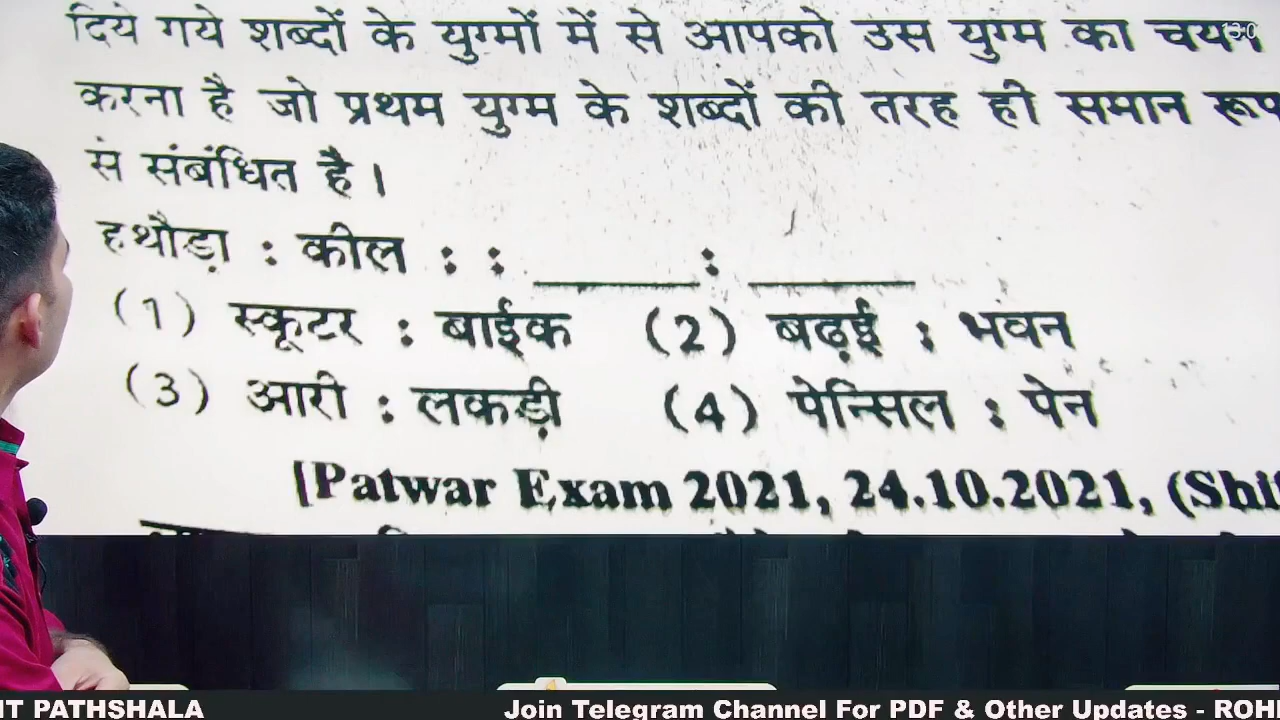 दिये गये शब्दों के युग्मों में से आपको उस युग्म का चयन
करना है जो प्रथम युग्म के शब्दों की तरह ही समान रूप
से संबंधित है।
हथौड़ा : कील : : ______ : ______
(1) स्कूटर : बाईक (2) बढ़ई : भवन
(3) आरी : लकड़ी (4) पेन्सिल : पेन
[Patwar Exam 2021, 24.10.2021, (Shi
IT PATHSHALA Join Telegram Channel For PDF & Other Updates - ROH